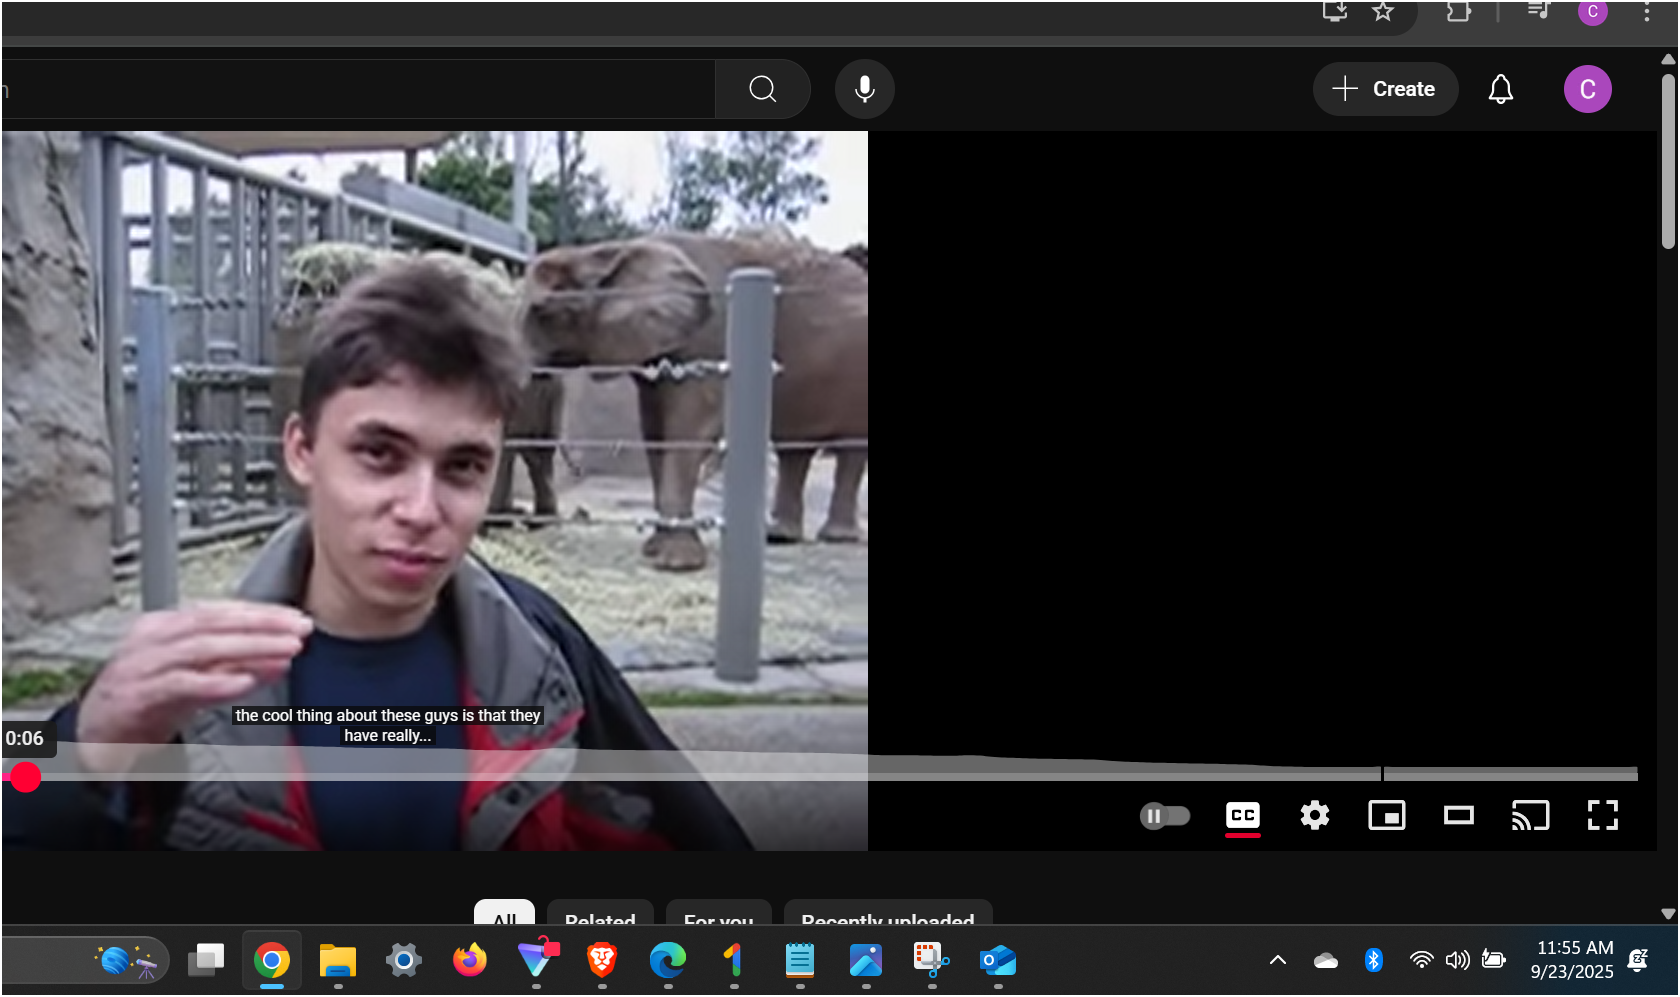 C
Create
C
the cool thing about these guys is that they
have really...
0:06
CC
All
Related
For you
Recently uploaded
11:55 AM
9/23/2025